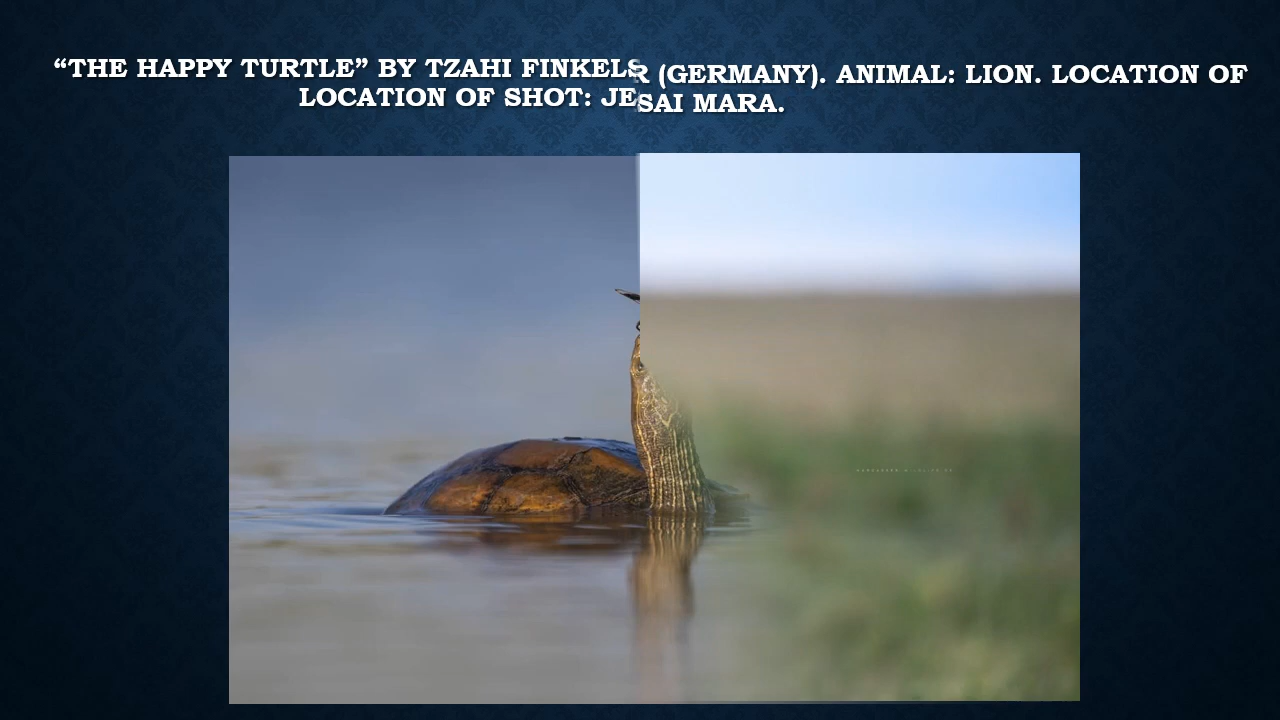 “THE HAPPY TURTLE” BY TZAHI FINKELS
LOCATION OF SHOT: JE
R (GERMANY). ANIMAL: LION. LOCATION OF
SAI MARA.